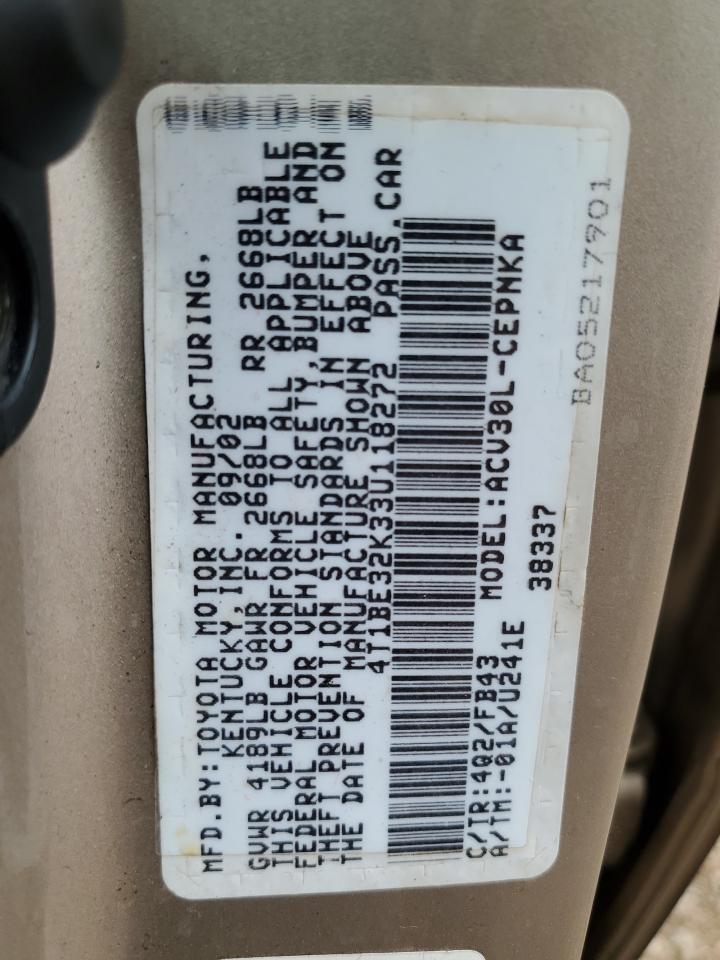 MFD.BY:TOYOTA MOTOR MANUFACTURING,
KENTUCKY,INC. 09/02
GVWR 4189LB GAWR FR 2668LB RR 2668LB
THIS VEHICLE CONFORMS TO ALL APPLICABLE
FEDERAL MOTOR VEHICLE SAFETY,BUMPER AND
THEFT PREVENTION STANDARDS IN EFFECT ON
THE DATE OF MANUFACTURE SHOWN ABOVE
4T1BE32K33U118272 PASS.CAR
C/TR:4Q2/FB43 MODEL:ACV30L-CEPNKA
A/TM:-01A/U241E 38337
BA05217901